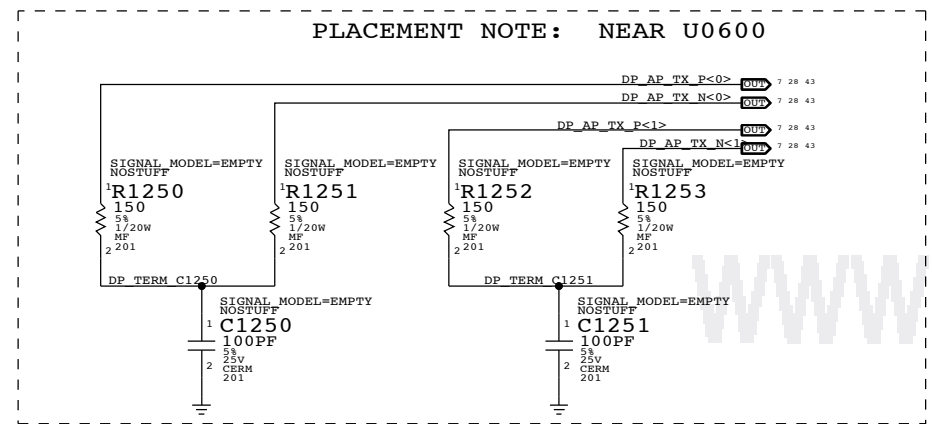 PLACEMENT NOTE: NEAR U0600
DP_AP_TX_P<0> OUT 7 28 43
DP_AP_TX_N<0> OUT 7 28 43
DP_AP_TX_P<1> OUT 7 28 43
DP_AP_TX_N<1> OUT 7 28 43
SIGNAL_MODEL=EMPTY
NOSTUFF
1 R1250
150
5%
1/20W
MF
2 201
SIGNAL_MODEL=EMPTY
NOSTUFF
1 R1251
150
5%
1/20W
MF
2 201
SIGNAL_MODEL=EMPTY
NOSTUFF
1 R1252
150
5%
1/20W
MF
2 201
SIGNAL_MODEL=EMPTY
NOSTUFF
1 R1253
150
5%
1/20W
MF
2 201
DP_TERM_C1250
DP_TERM_C1251
SIGNAL_MODEL=EMPTY
NOSTUFF
1 C1250
100PF
5%
25V
2 CERM
201
SIGNAL_MODEL=EMPTY
NOSTUFF
1 C1251
100PF
5%
25V
2 CERM
201
WWW